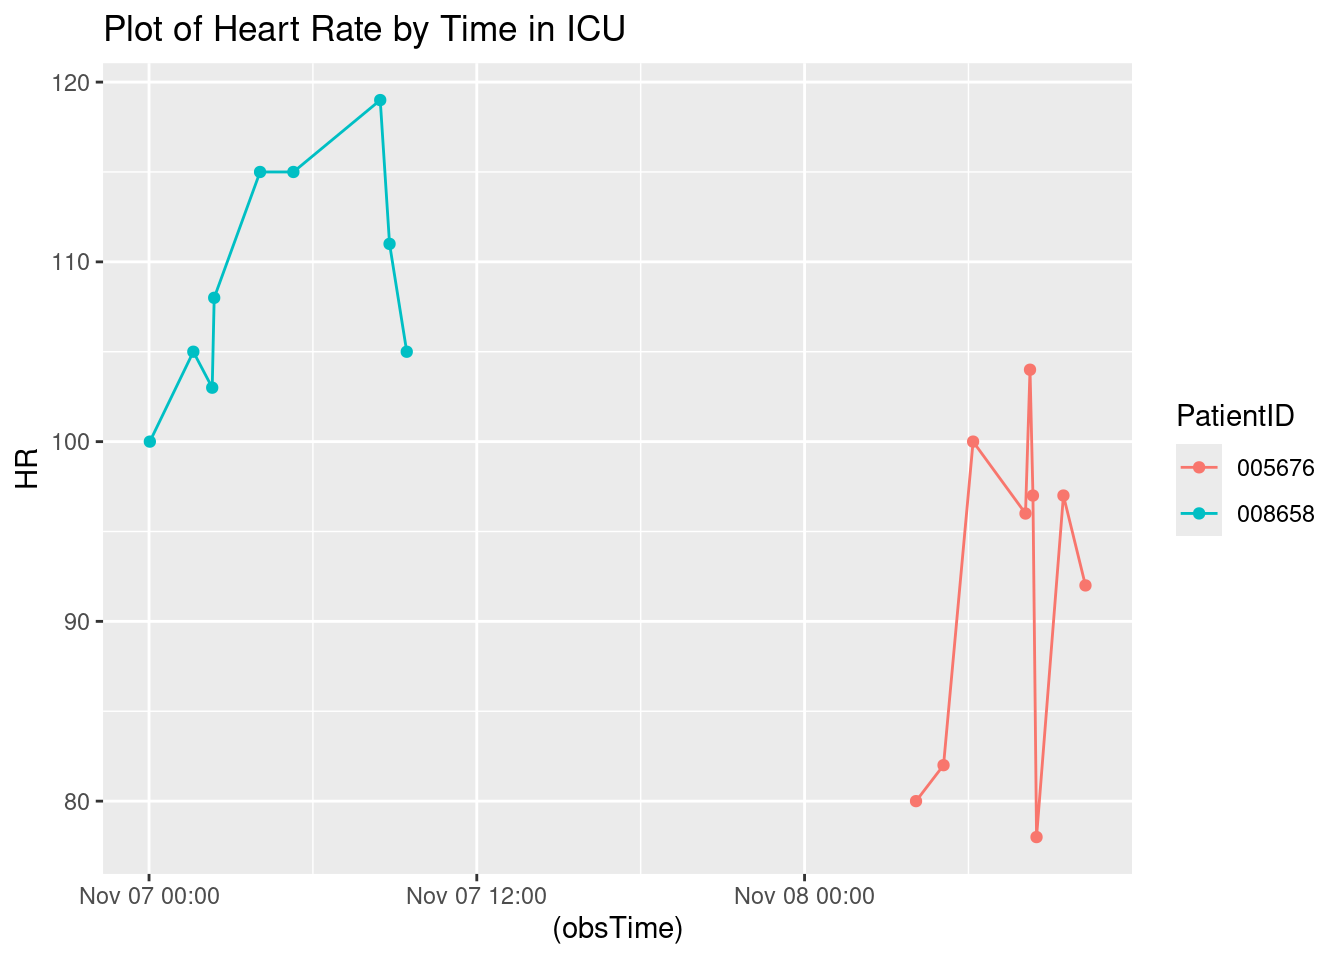 Plot of Heart Rate by Time in ICU
120
110
100
90
80
HR
Nov 07 00:00
Nov 07 12:00
Nov 08 00:00
(obsTime)
PatientID
005676
008658